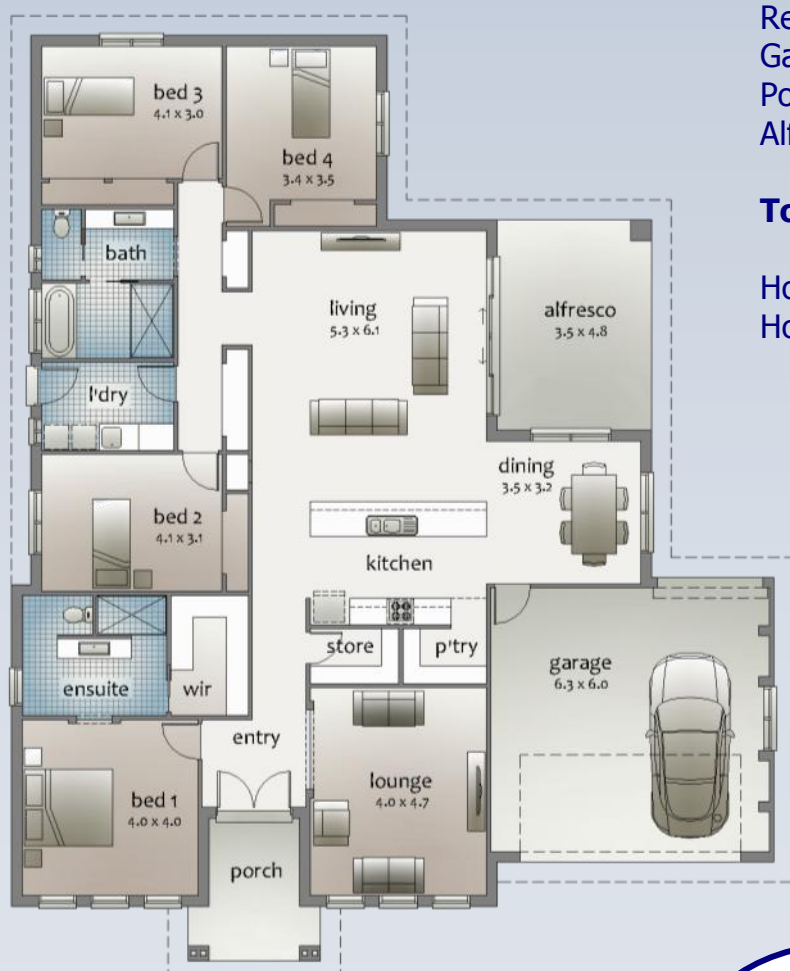 bed 3
4.1 x 3.0
bed 4
3.4 x 3.5
bath
living
5.3 x 6.1
alfresco
3.5 x 4.8
l'dry
dining
3.5 x 3.2
bed 2
4.1 x 3.1
kitchen
store
p'try
garage
6.3 x 6.0
ensuite
wir
entry
bed 1
4.0 x 4.0
lounge
4.0 x 4.7
porch
Re
Ga
Po
Alf
To
Ho
Ho